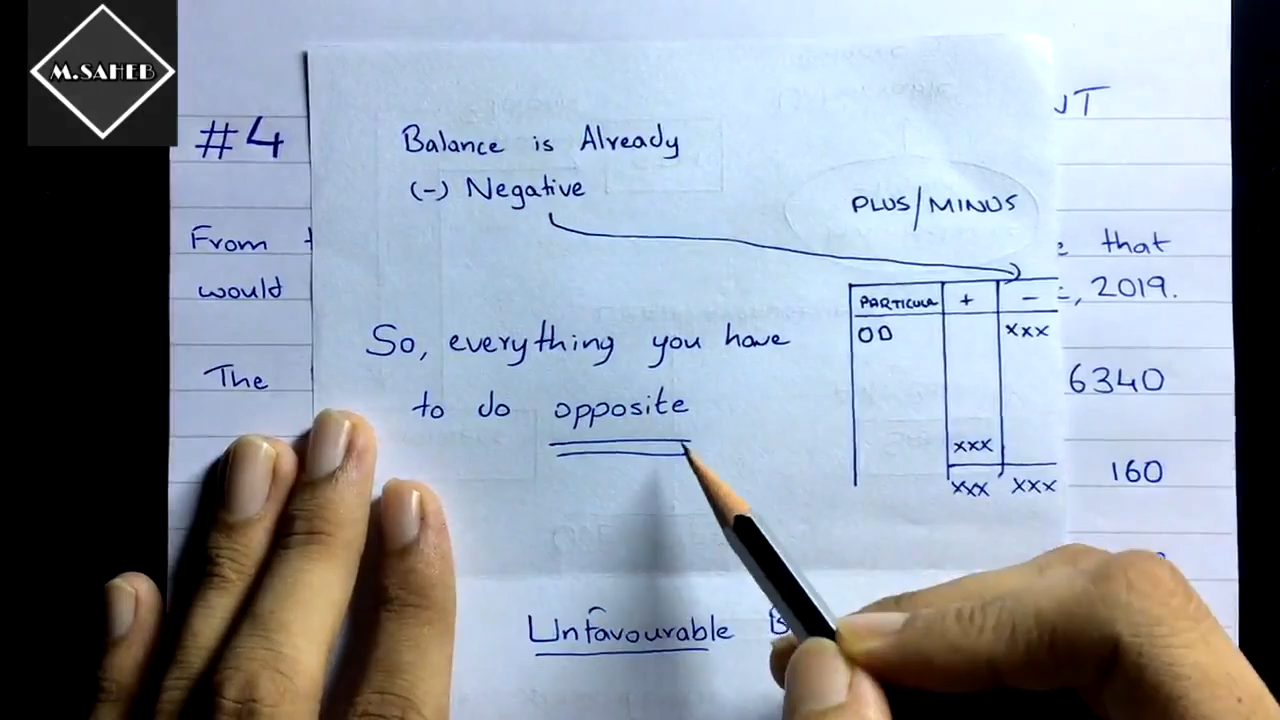 M.SAHEB
#4
Balance is Already
(-) Negative
PLUS/MINUS
From
that
would
, 2019.
PARTICULA + -
OD xxx
So, everything you have
to do opposite
The
6340
xxx
160
xxx xxx
Unfavourable